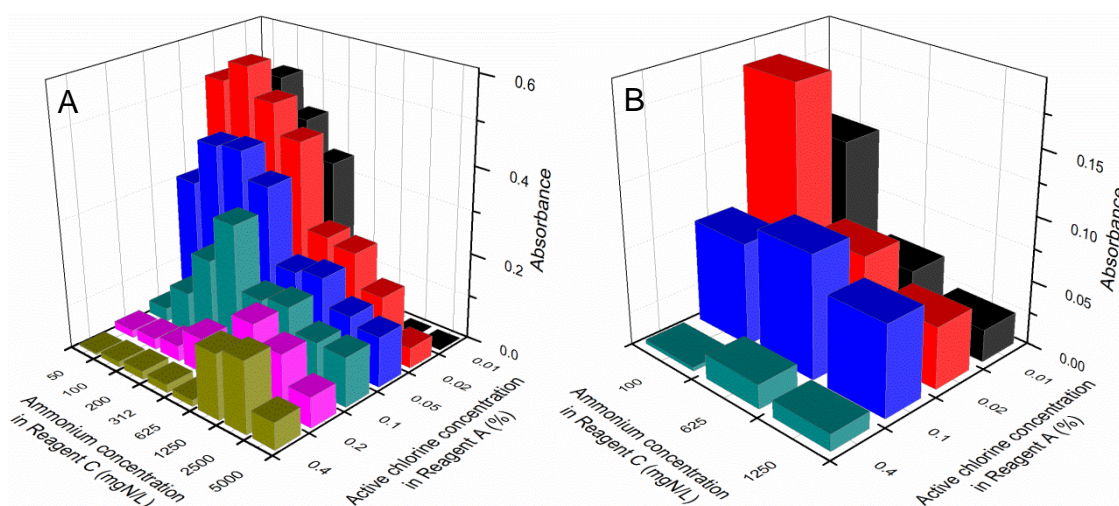 A
0.6
0.4
0.2
0.0
Absorbance
50
100
200
312
625
1250
2500
5000
Ammonium concentration
in Reagent C (mgN/L)
0.01
0.02
0.05
0.1
0.2
0.4
Active chlorine concentration
in Reagent A (%)
B
0.15
0.10
0.05
0.00
Absorbance
100
625
1250
Ammonium concentration
in Reagent C (mgN/L)
0.01
0.02
0.1
0.4
Active chlorine concentration
in Reagent A (%)